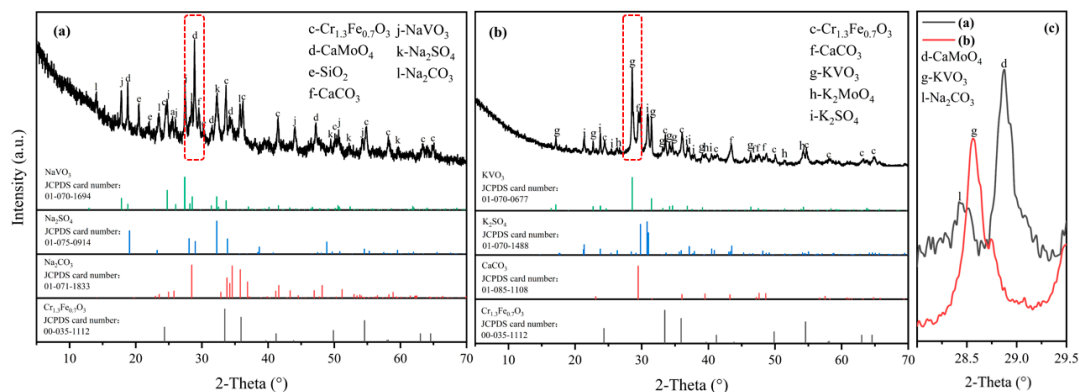 (a)
c-Cr1.3Fe0.7O3 j-NaVO3
d-CaMoO4 k-Na2SO4
e-SiO2 l-Na2CO3
f-CaCO3
NaVO3
JCPDS card number:
01-070-1694
Na2SO4
JCPDS card number:
01-075-0914
Na2CO3
JCPDS card number:
01-071-1833
Cr1.3Fe0.7O3
JCPDS card number:
00-035-1112
5 10 20 30 40 50 60 70
2-Theta (°)
Intensity (a.u.)
(b)
c-Cr1.3Fe0.7O3
f-CaCO3
g-KVO3
h-K2MoO4
i-K2SO4
KVO3
JCPDS card number:
01-070-0677
K2SO4
JCPDS card number:
01-070-1488
CaCO3
JCPDS card number:
01-085-1108
Cr1.3Fe0.7O3
JCPDS card number:
00-035-1112
10 20 30 40 50 60 70
2-Theta (°)
(c)
(a)
(b)
d-CaMoO4
g-KVO3
l-Na2CO3
d
g
l
28.5 29.0 29.5
2-Theta (°)